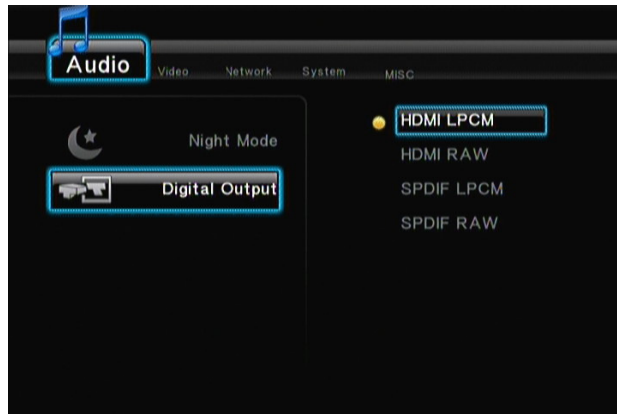 Audio Video Network System MISC
Night Mode
Digital Output
HDMI LPCM
HDMI RAW
SPDIF LPCM
SPDIF RAW